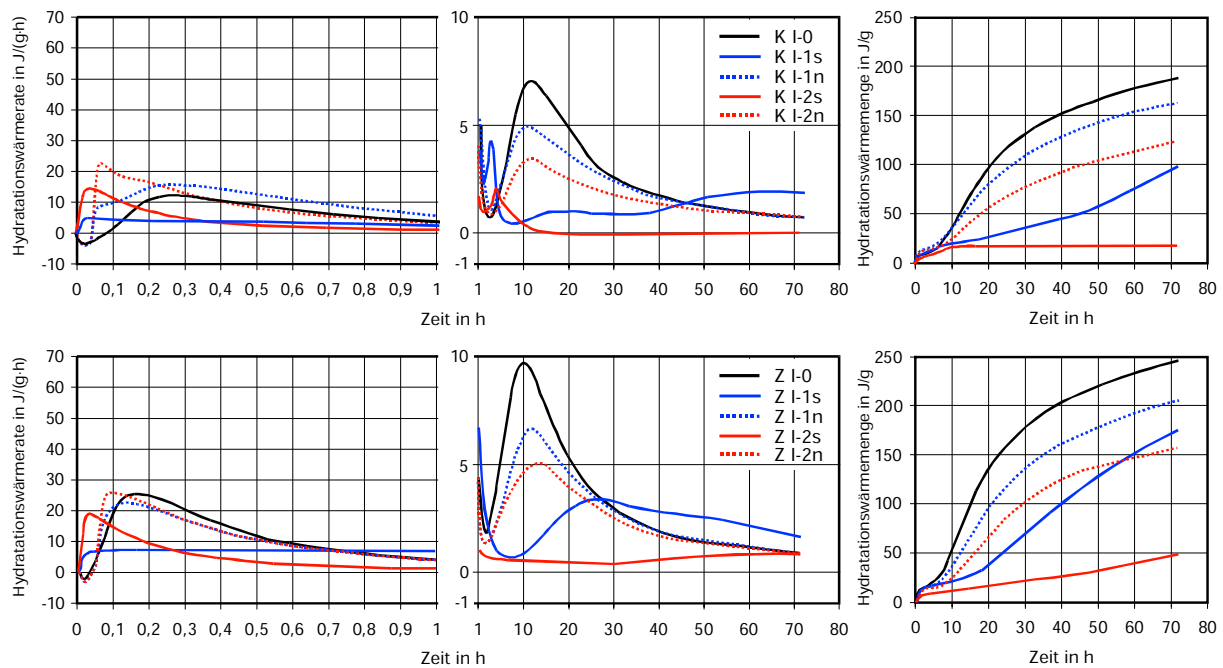 Hydratationswärmerate in J/(g·h)
70
60
50
40
30
20
10
0
-10
0 0,1 0,2 0,3 0,4 0,5 0,6 0,7 0,8 0,9 1
10
5
0
-1
1 10 20 30 40 50 60 70 80
K I-0
K I-1s
K I-1n
K I-2s
K I-2n
Zeit in h
Hydratationswärmemenge in J/g
250
200
150
100
50
0
0 10 20 30 40 50 60 70 80
Zeit in h
Hydratationswärmerate in J/(g·h)
70
60
50
40
30
20
10
0
-10
0 0,1 0,2 0,3 0,4 0,5 0,6 0,7 0,8 0,9 1
10
5
0
-1
1 10 20 30 40 50 60 70 80
Z I-0
Z I-1s
Z I-1n
Z I-2s
Z I-2n
Zeit in h
Hydratationswärmemenge in J/g
250
200
150
100
50
0
0 10 20 30 40 50 60 70 80
Zeit in h